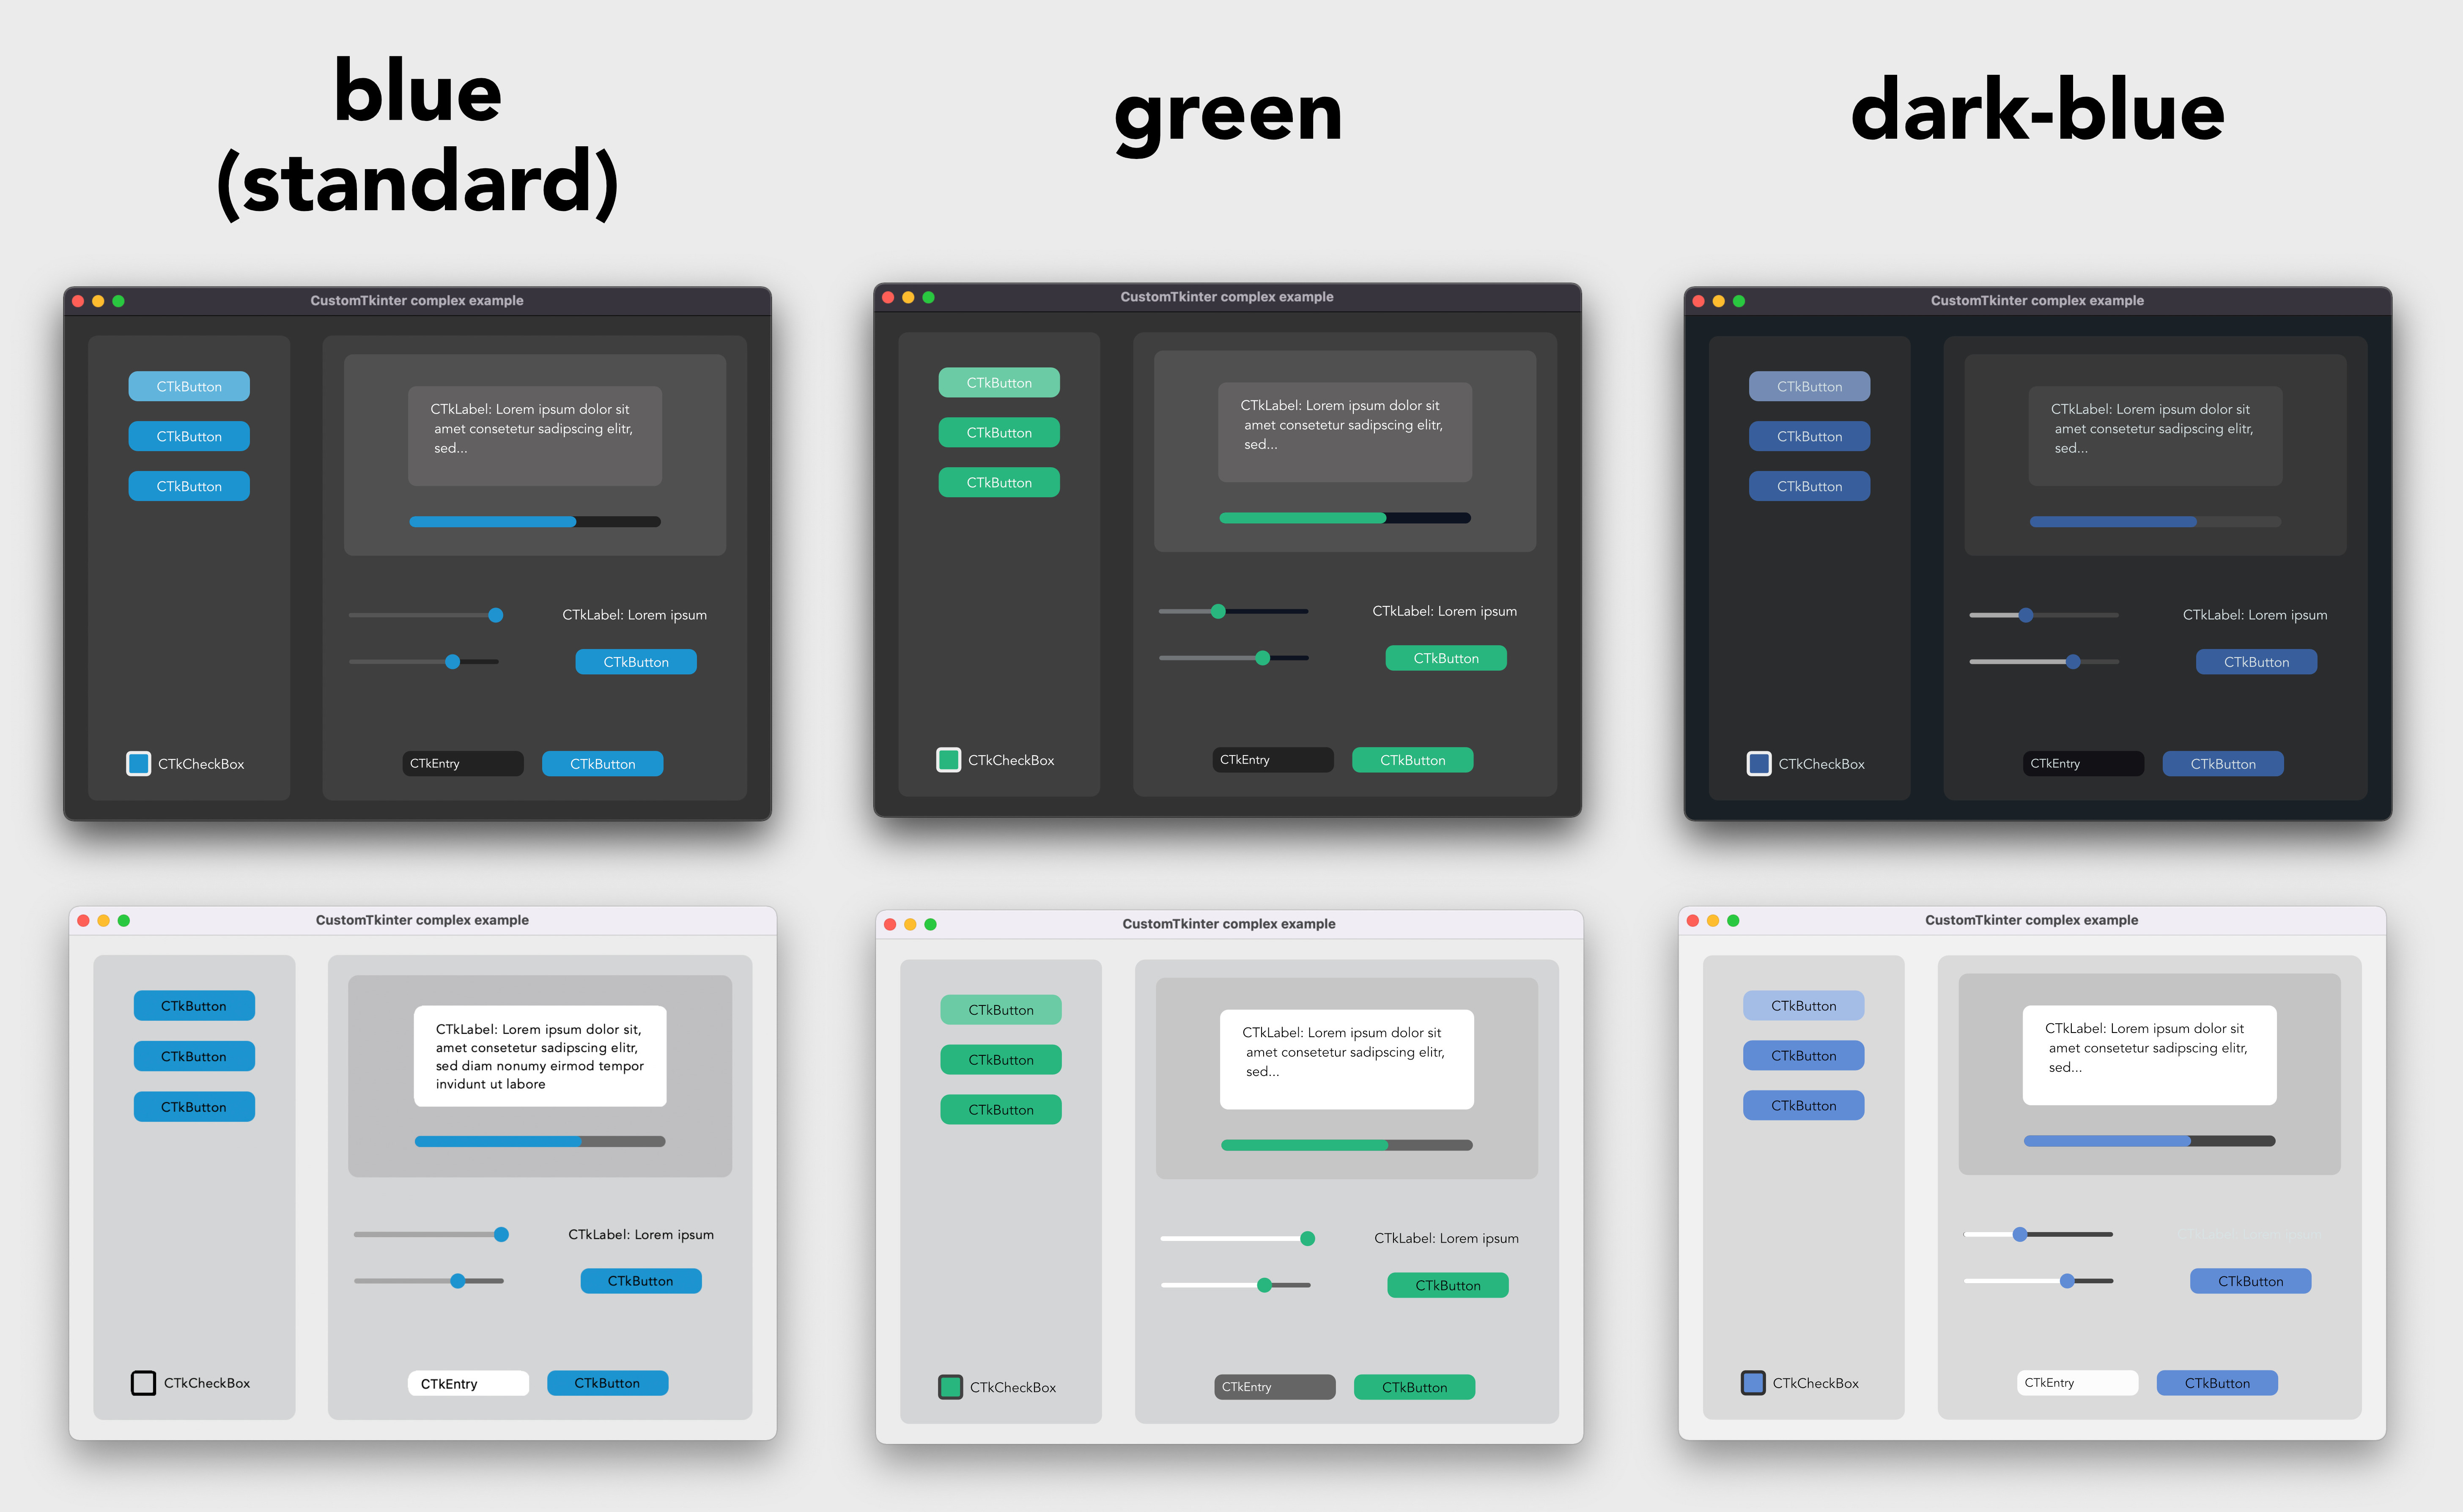 blue
(standard)
green
dark-blue
CustomTkinter complex example
CTkButton
CTkButton
CTkButton
CTkCheckBox
CTkLabel: Lorem ipsum dolor sit
amet consetetur sadipscing elitr,
sed...
CTkLabel: Lorem ipsum
CTkButton
CTkEntry
CTkButton
CustomTkinter complex example
CTkButton
CTkButton
CTkButton
CTkCheckBox
CTkLabel: Lorem ipsum dolor sit
amet consetetur sadipscing elitr,
sed...
CTkLabel: Lorem ipsum
CTkButton
CTkEntry
CTkButton
CustomTkinter complex example
CTkButton
CTkButton
CTkButton
CTkCheckBox
CTkLabel: Lorem ipsum dolor sit
amet consetetur sadipscing elitr,
sed...
CTkLabel: Lorem ipsum
CTkButton
CTkEntry
CTkButton
CustomTkinter complex example
CTkButton
CTkButton
CTkButton
CTkCheckBox
CTkLabel: Lorem ipsum dolor sit,
amet consetetur sadipscing elitr,
sed diam nonumy eirmod tempor
invidunt ut labore
CTkLabel: Lorem ipsum
CTkButton
CTkEntry
CTkButton
CustomTkinter complex example
CTkButton
CTkButton
CTkButton
CTkCheckBox
CTkLabel: Lorem ipsum dolor sit
amet consetetur sadipscing elitr,
sed...
CTkLabel: Lorem ipsum
CTkButton
CTkEntry
CTkButton
CustomTkinter complex example
CTkButton
CTkButton
CTkButton
CTkCheckBox
CTkLabel: Lorem ipsum dolor sit
amet consetetur sadipscing elitr,
sed...
CTkButton
CTkEntry
CTkButton